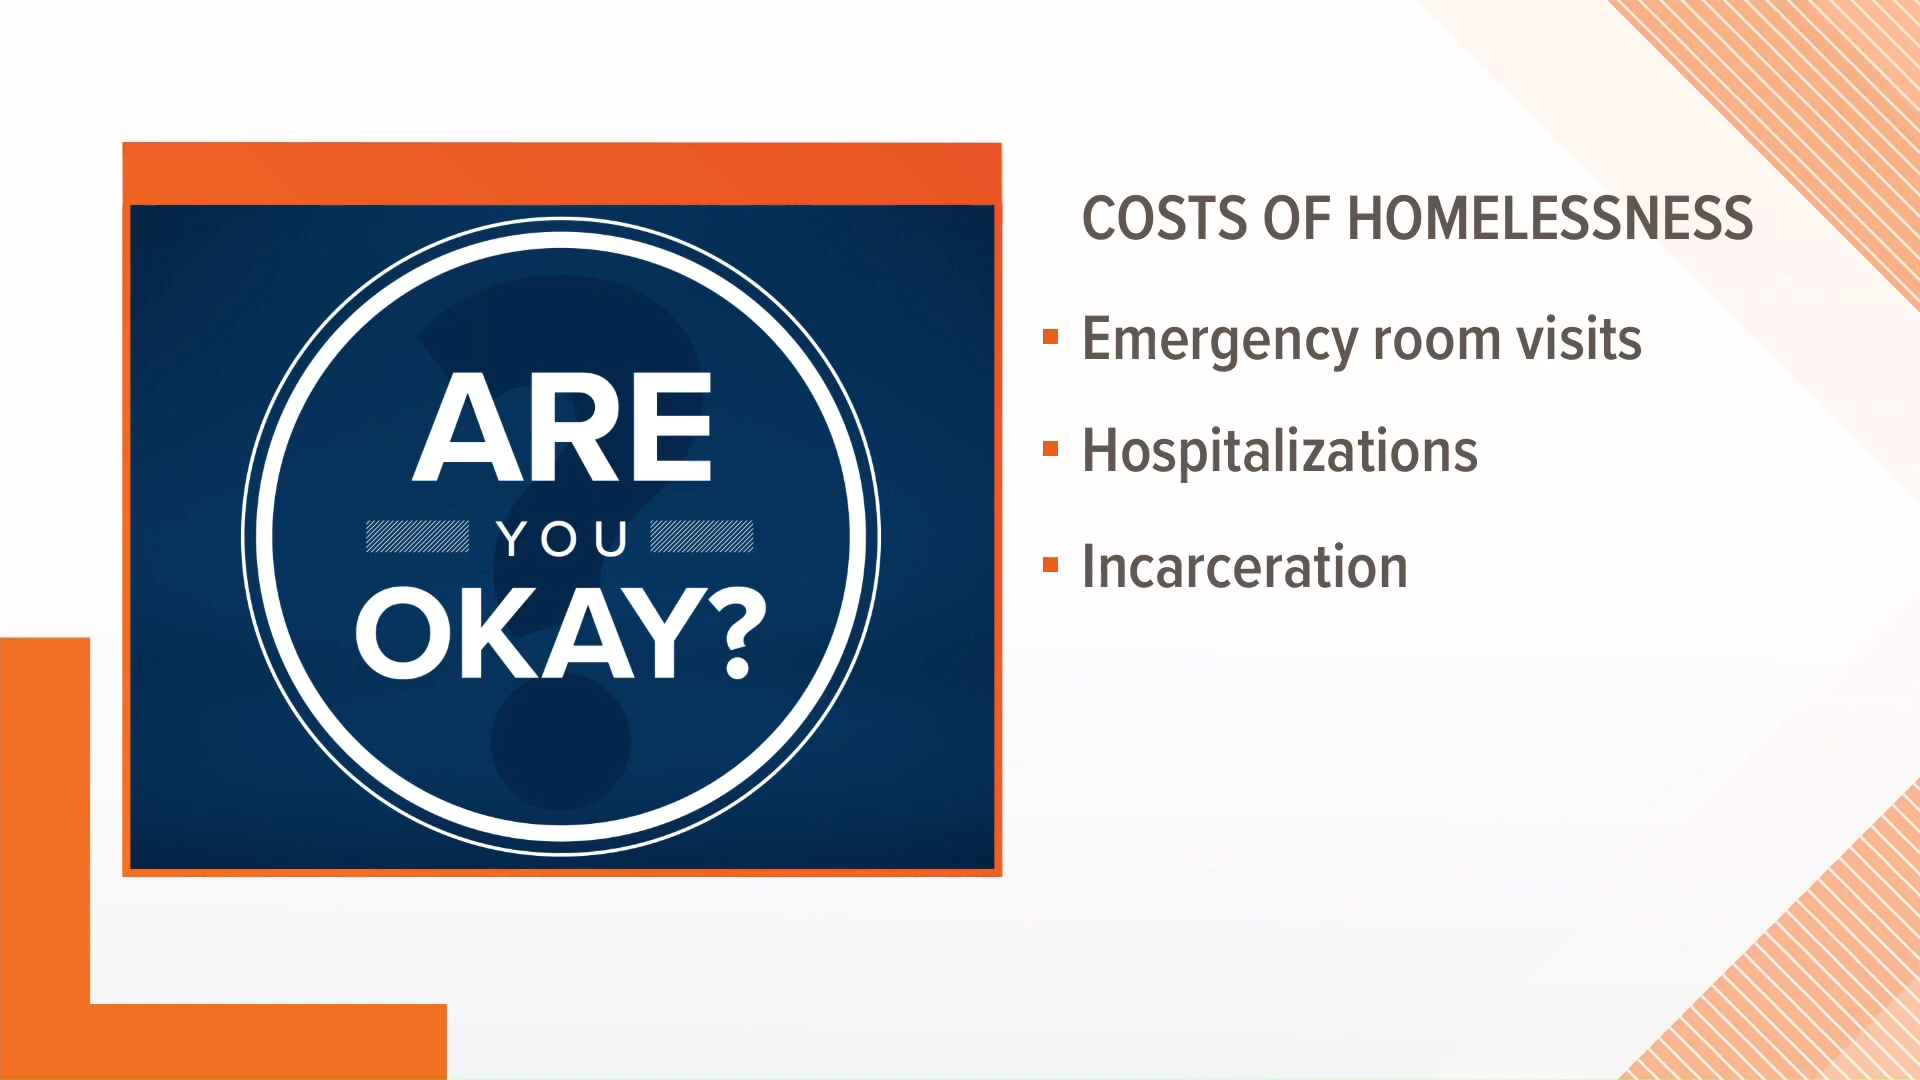 ARE
YOU
OKAY?
COSTS OF HOMELESSNESS
Emergency room visits
Hospitalizations
Incarceration